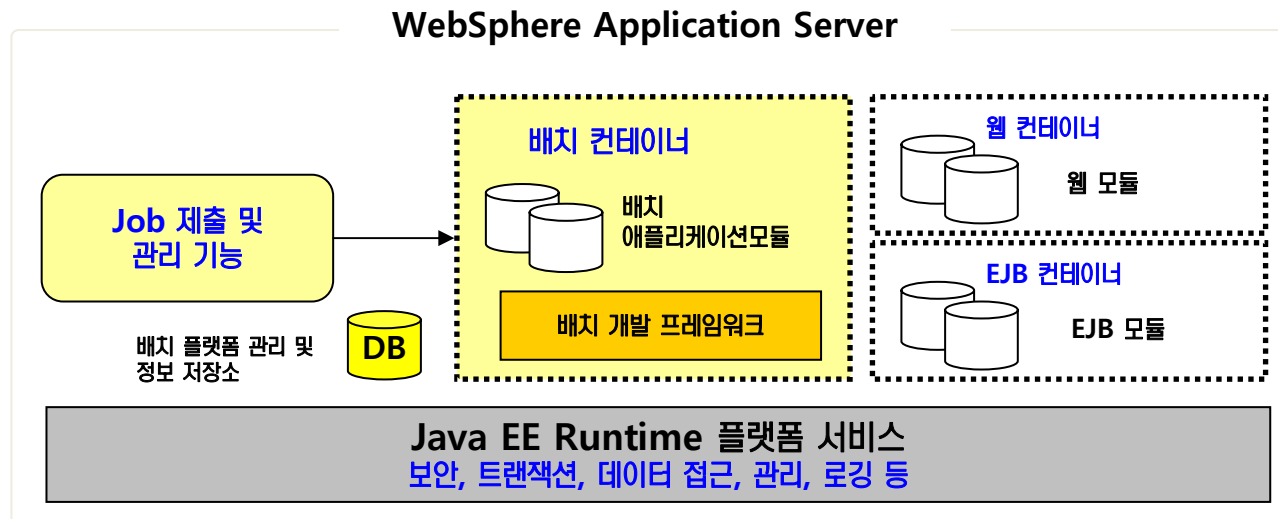 WebSphere Application Server
Job 제출 및
관리 기능
배치 플랫폼 관리 및
정보 저장소
DB
배치 컨테이너
배치
애플리케이션모듈
배치 개발 프레임워크
웹 컨테이너
웹 모듈
EJB 컨테이너
EJB 모듈
Java EE Runtime 플랫폼 서비스
보안, 트랜잭션, 데이터 접근, 관리, 로깅 등